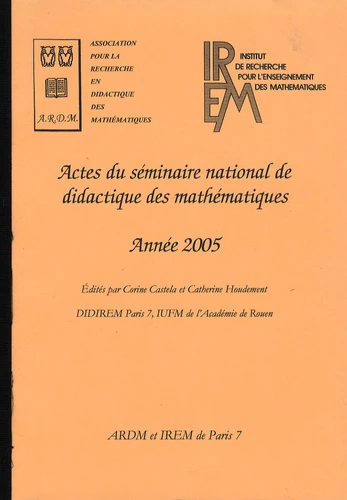 A.R.D.M.
ASSOCIATION
POUR LA
RECHERCHE
EN
DIDACTIQUE
DES
MATHÉMATIQUES
IREM
INSTITUT
DE RECHERCHE
POUR L'ENSEIGNEMENT
DES MATHEMATIQUES
Actes du séminaire national de
didactique des mathématiques
Année 2005
Édités par Corine Castela et Catherine Houdement
DIDIREM Paris 7, IUFM de l'Académie de Rouen
ARDM et IREM de Paris 7